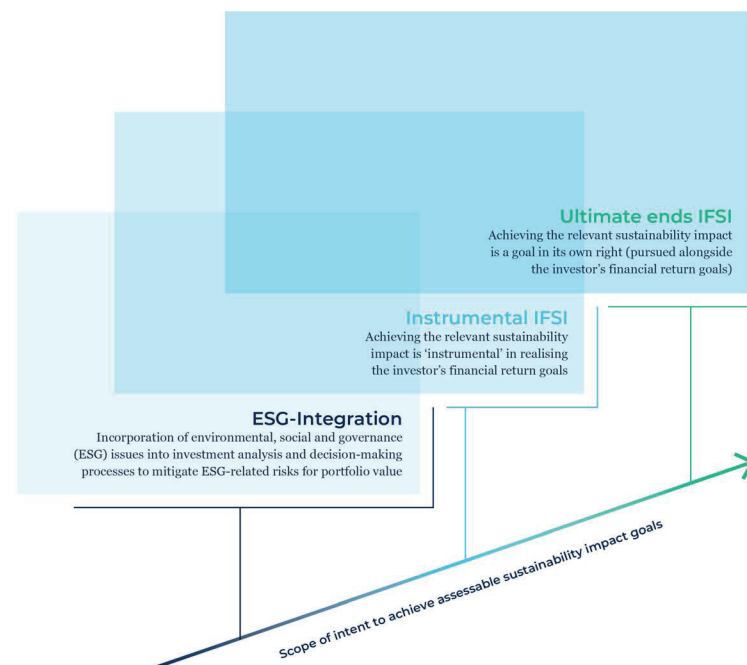 Ultimate ends IFSI
Achieving the relevant sustainability impact
is a goal in its own right (pursued alongside
the investor’s financial return goals)
Instrumental IFSI
Achieving the relevant sustainability
impact is ‘instrumental’ in realising
the investor’s financial return goals
ESG-Integration
Incorporation of environmental, social and governance
(ESG) issues into investment analysis and decision-making
processes to mitigate ESG-related risks for portfolio value
Scope of intent to achieve assessable sustainability impact goals